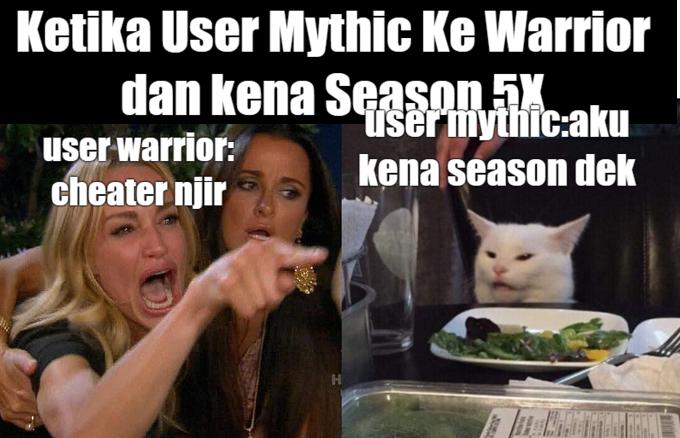 Ketika User Mythic Ke Warrior
dan kena Season 5X
user warrior:
cheater njir
user mythic:aku
kena season dek